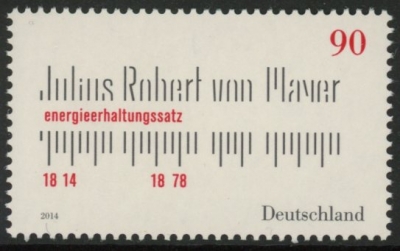 90
Julius Robert von Mayer
energieerhaltungssatz
18 14 18 78
2014 Deutschland